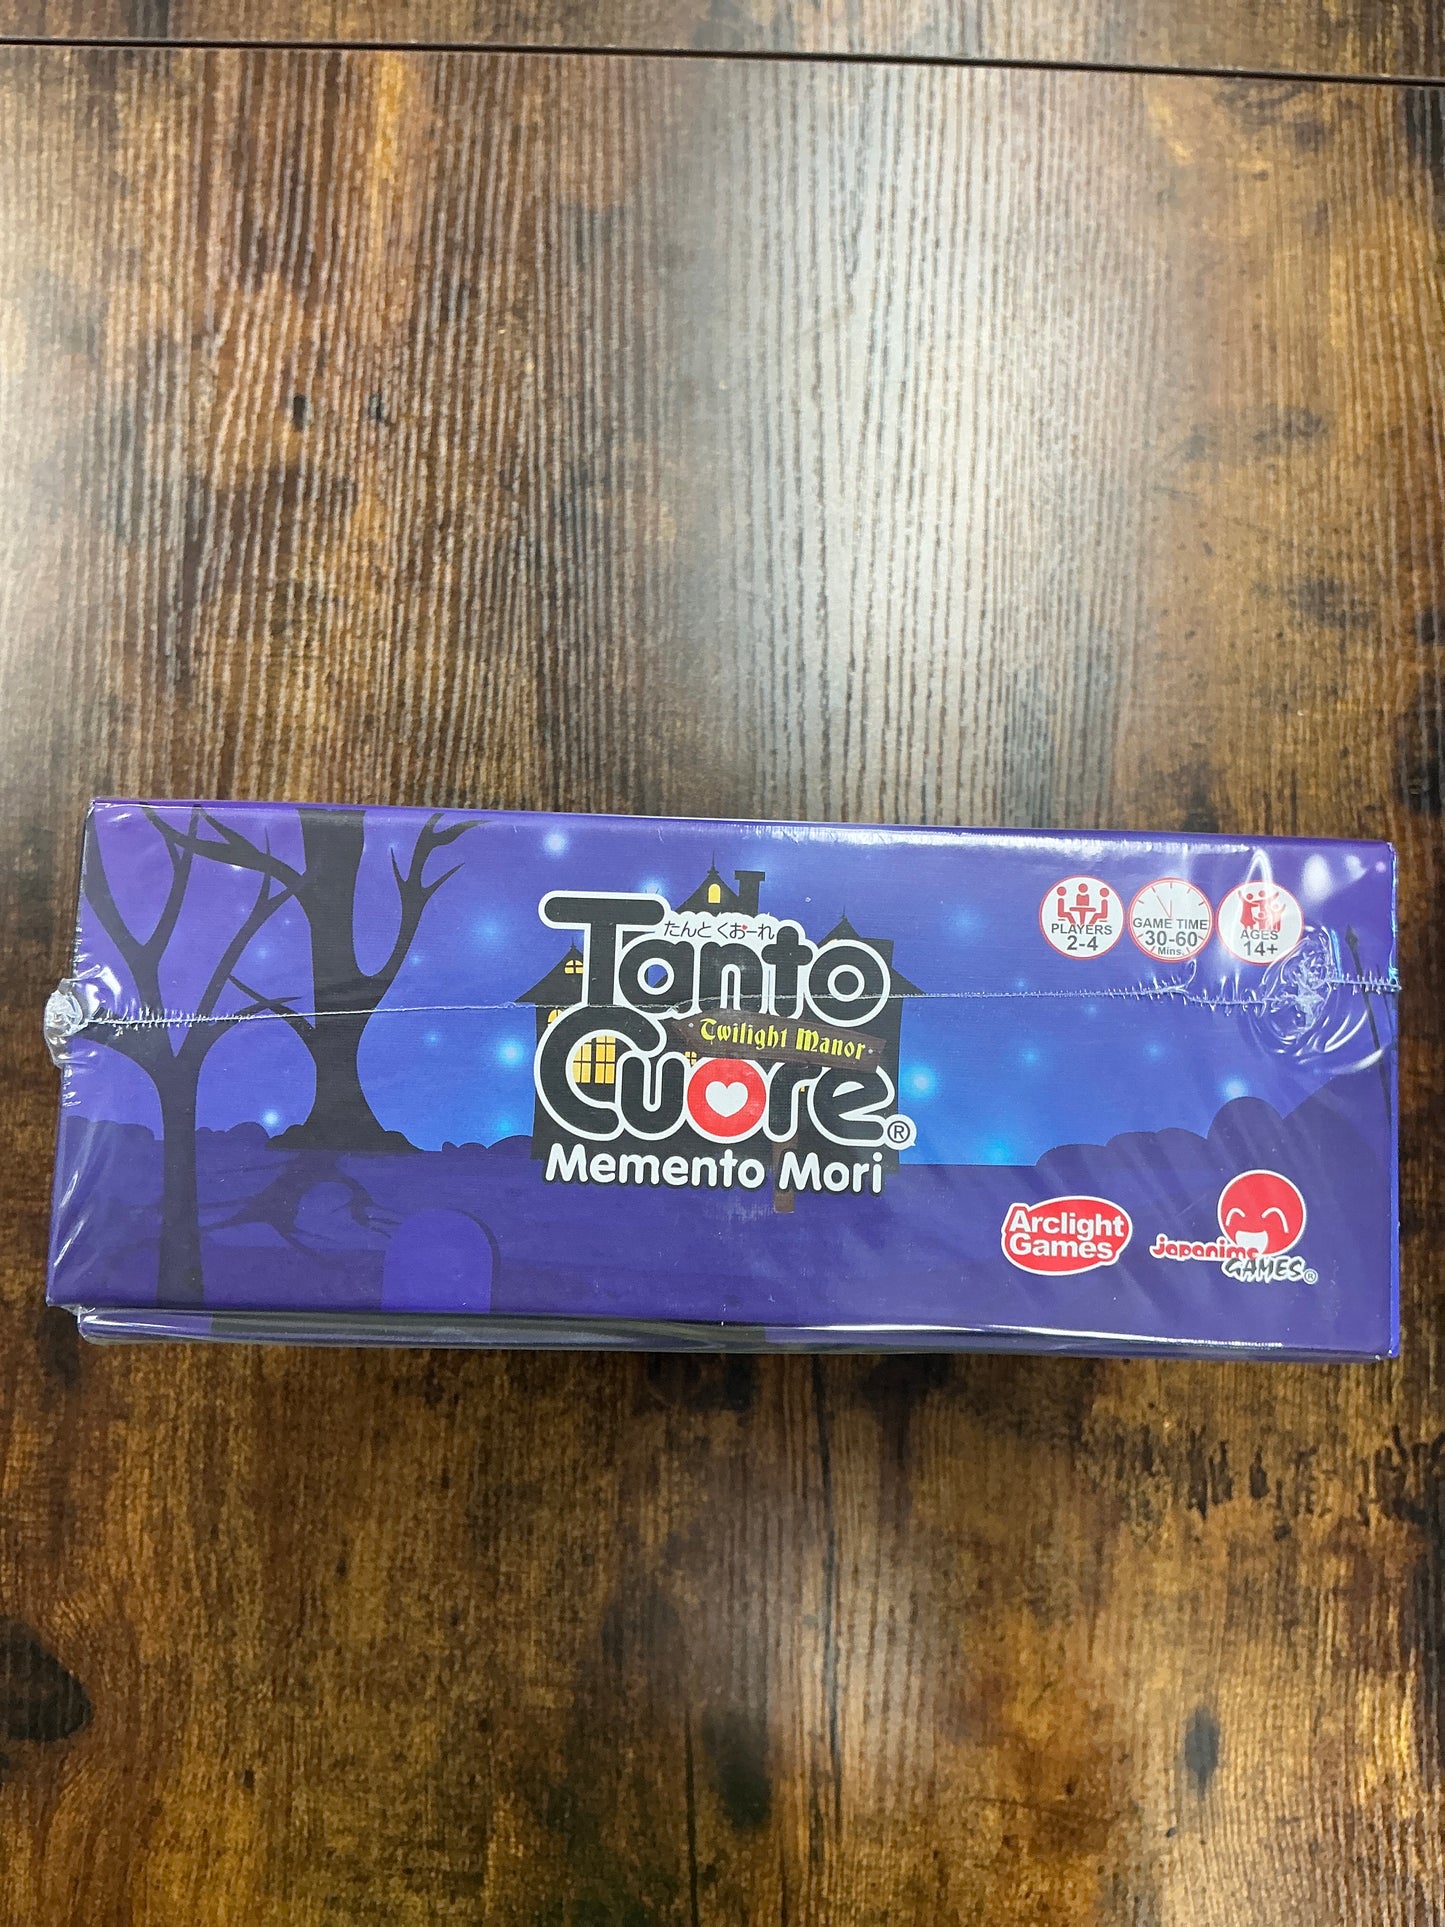 たんとくおーれ
Tanto
Twilight Manor
Cuore®
Memento Mori
PLAYERS
2-4
GAME TIME
30-60
Mins.
AGES
14+
Arclight
Games
japanime
GAMES®